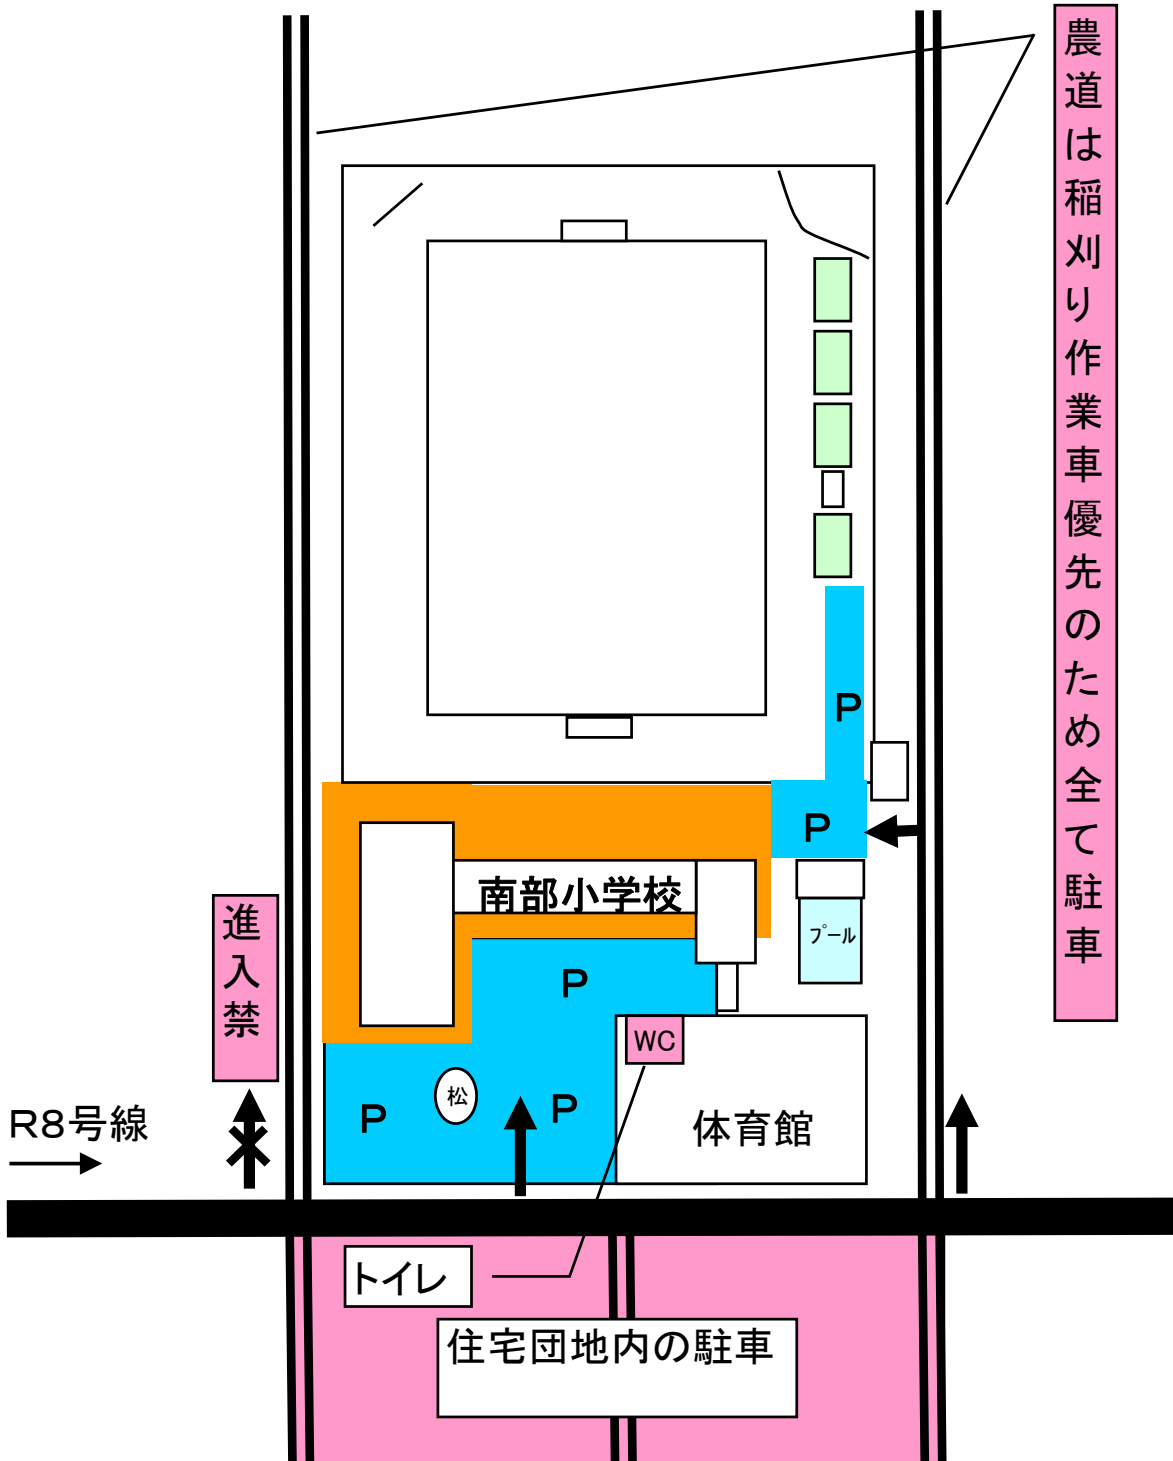 農道は稲刈り作業車優先のため全て駐車
P
P
南部小学校
プール
進入禁
P
WC
松
P
P
体育館
R8号線
トイレ
住宅団地内の駐車